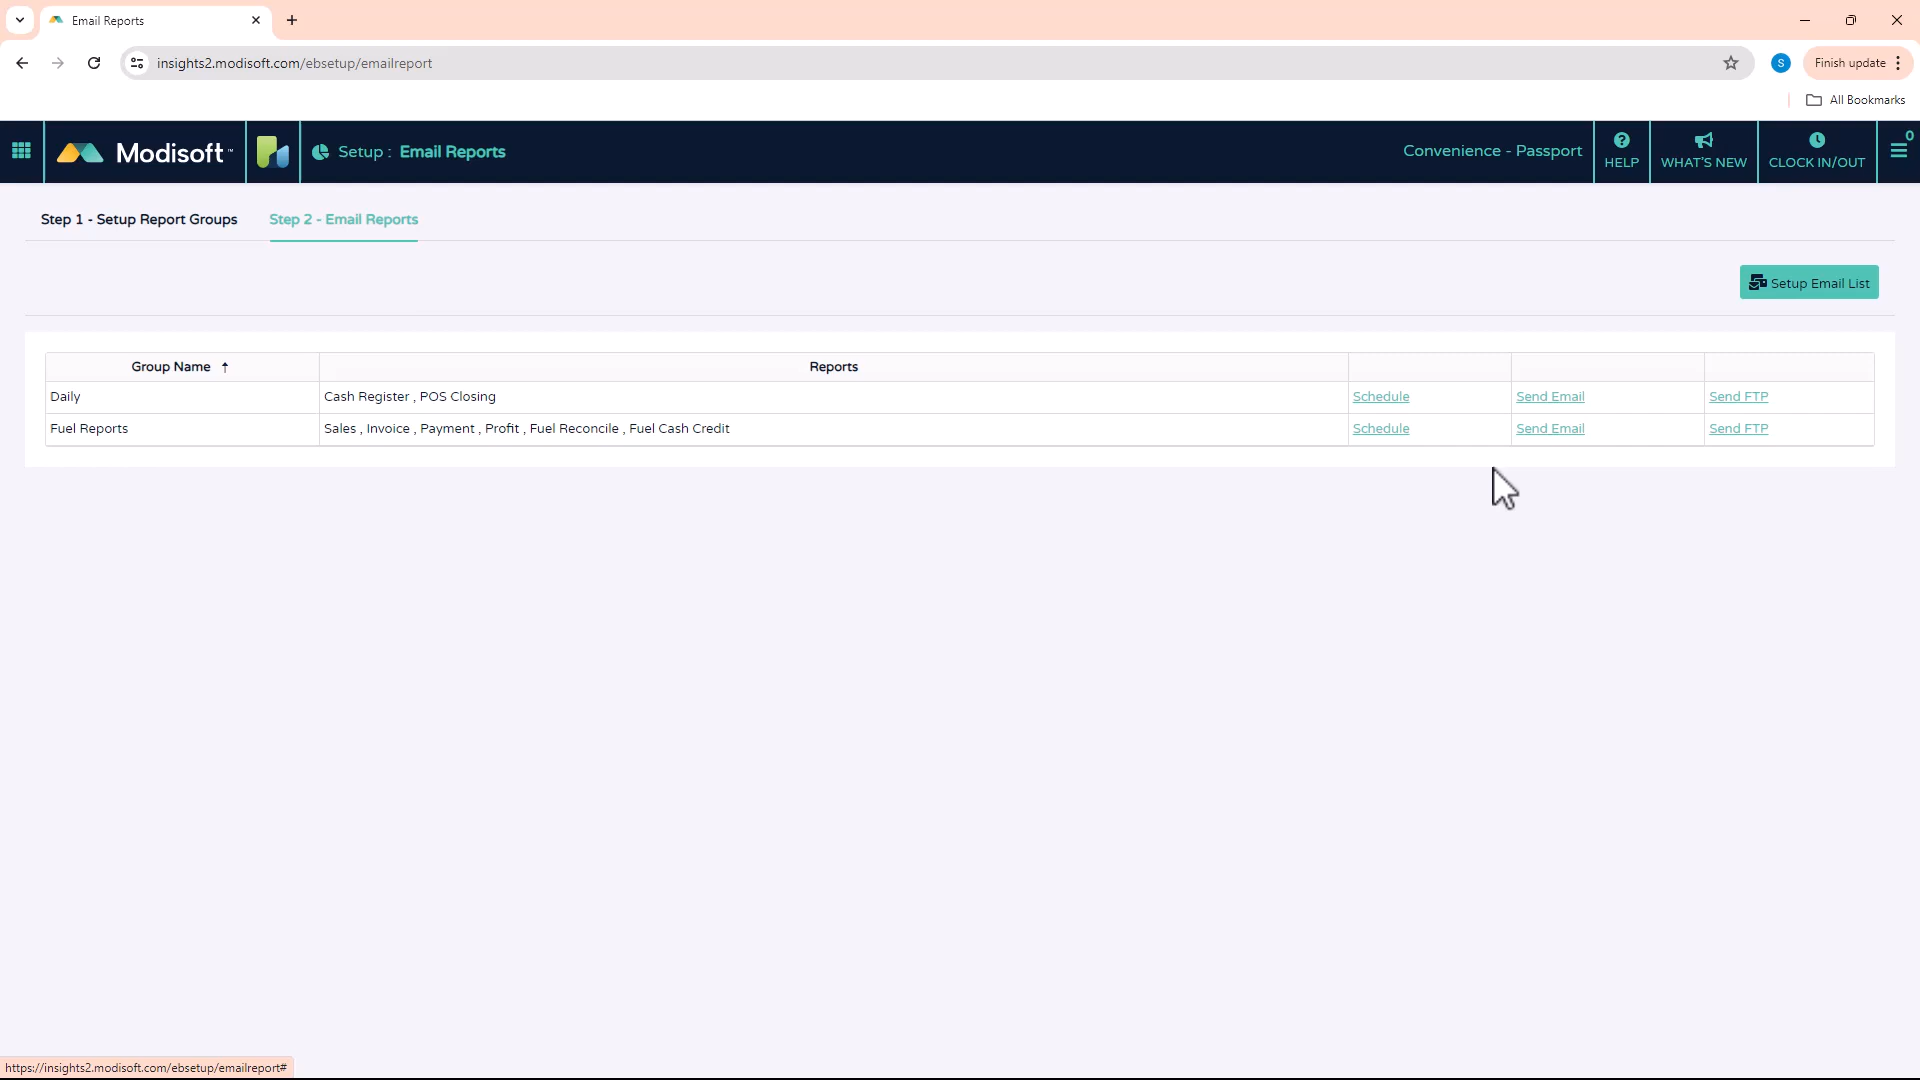 Email Reports
insights2.modisoft.com/ebsetup/emailreport
S
Finish update
All Bookmarks
Modisoft™
Setup : Email Reports
Convenience - Passport
HELP
WHAT'S NEW
CLOCK IN/OUT
0
Step 1 - Setup Report Groups
Step 2 - Email Reports
Setup Email List
Group Name ↑ Reports
Daily Cash Register , POS Closing Schedule Send Email Send FTP
Fuel Reports Sales , Invoice , Payment , Profit , Fuel Reconcile , Fuel Cash Credit Schedule Send Email Send FTP
https://insights2.modisoft.com/ebsetup/emailreport#